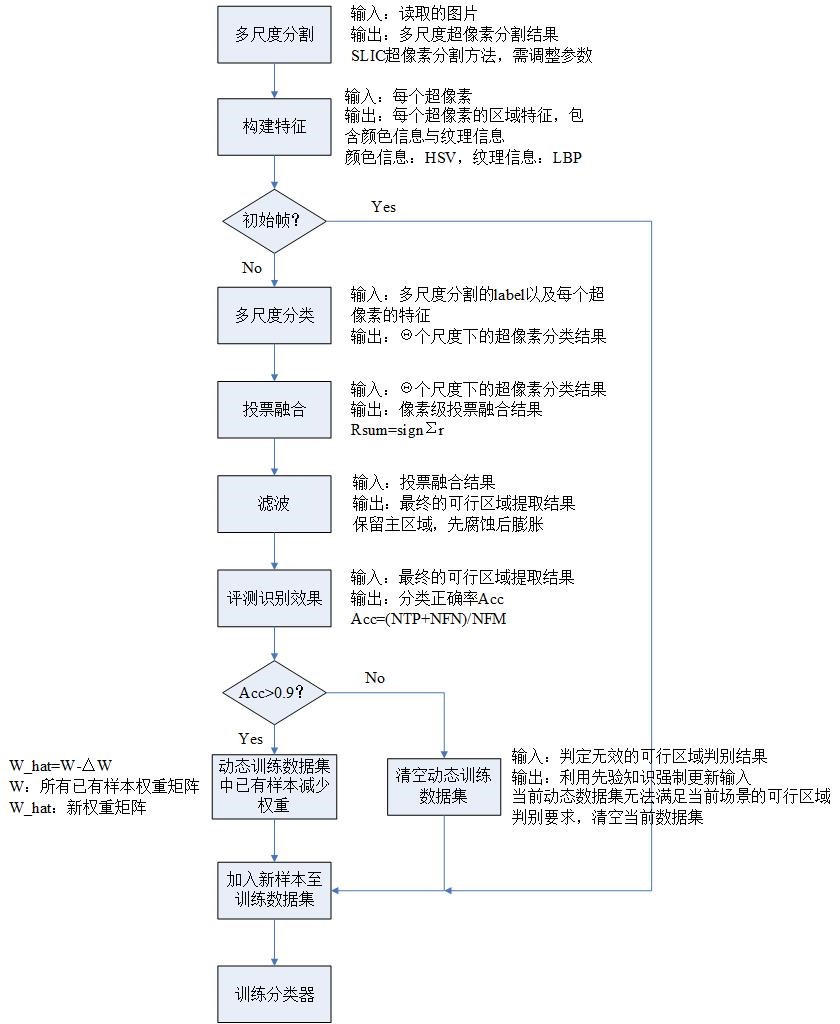 多尺度分割
输入：读取的图片
输出：多尺度超像素分割结果
SLIC超像素分割方法，需调整参数
构建特征
输入：每个超像素
输出：每个超像素的区域特征，包
含颜色信息与纹理信息
颜色信息：HSV，纹理信息：LBP
初始帧？
Yes
No
多尺度分类
输入：多尺度分割的label以及每个超
像素的特征
输出：Θ个尺度下的超像素分类结果
投票融合
输入：Θ个尺度下的超像素分类结果
输出：像素级投票融合结果
Rsum=sign∑r
滤波
输入：投票融合结果
输出：最终的可行区域提取结果
保留主区域，先腐蚀后膨胀
评测识别效果
输入：最终的可行区域提取结果
输出：分类正确率Acc
Acc=(NTP+NFN)/NFM
Acc>0.9？
No
Yes
W_hat=W-△W
W：所有已有样本权重矩阵
W_hat：新权重矩阵
动态训练数据集
中已有样本减少
权重
清空动态训练
数据集
输入：判定无效的可行区域判别结果
输出：利用先验知识强制更新输入
当前动态数据集无法满足当前场景的可行区域
判别要求，清空当前数据集
加入新样本至
训练数据集
训练分类器